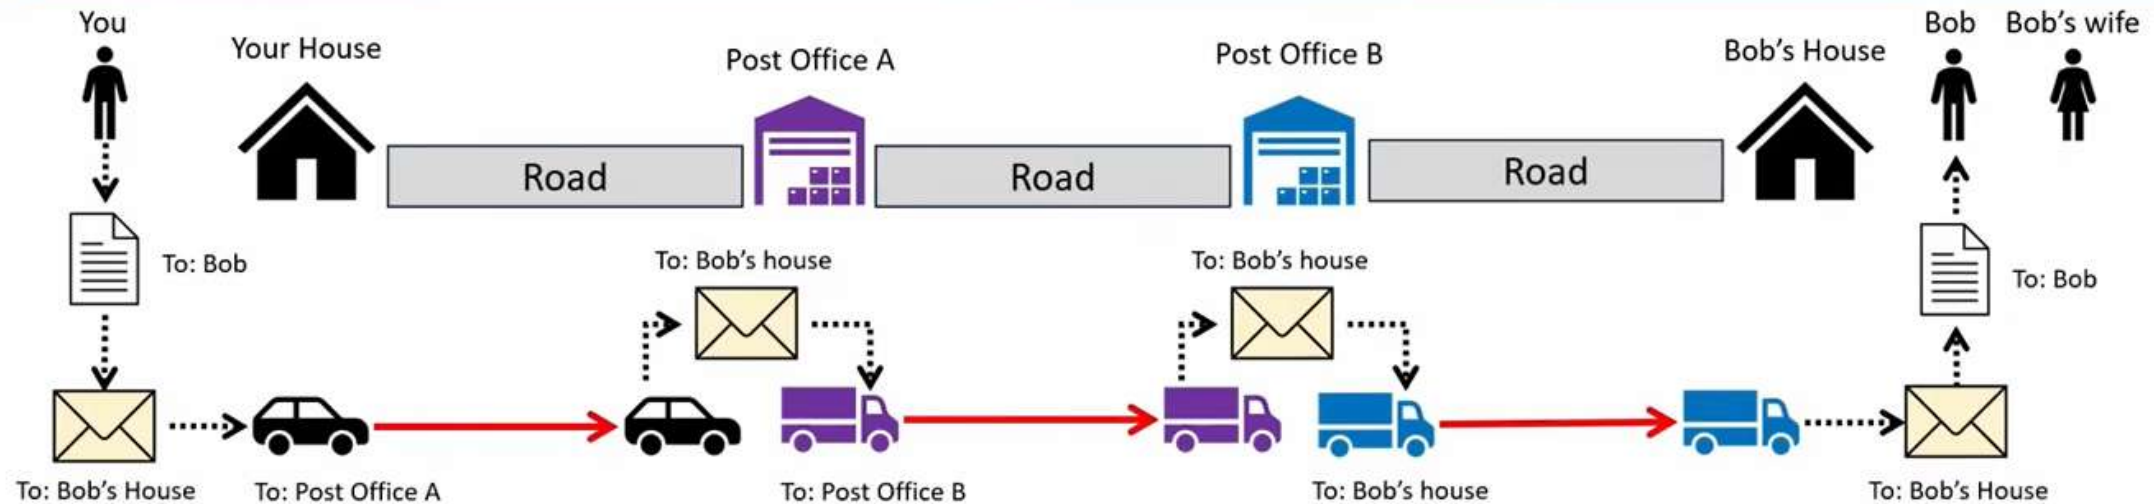 You
Your House
Post Office A
Post Office B
Bob's House
Bob
Bob's wife
Road
Road
Road
To: Bob
To: Bob's house
To: Bob's house
To: Bob
To: Bob's House
To: Post Office A
To: Post Office B
To: Bob's house
To: Bob's House